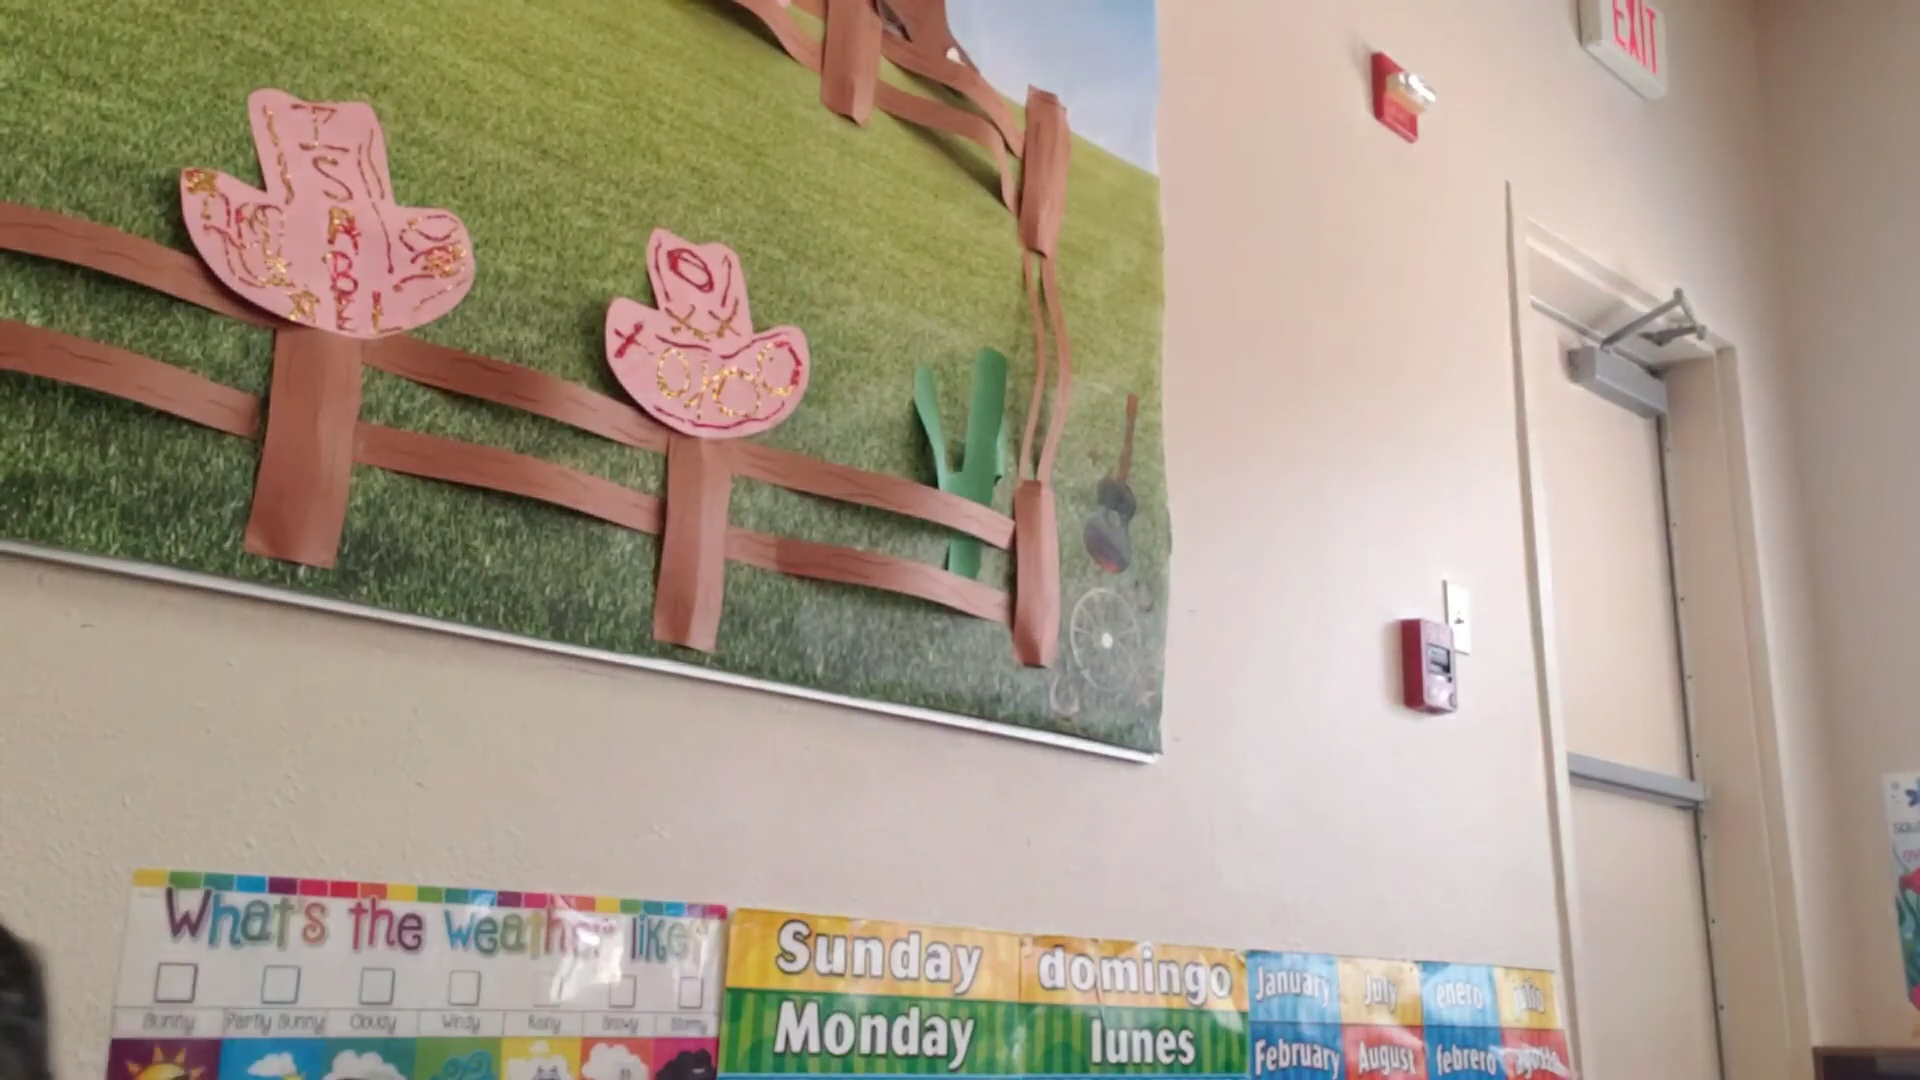 EXIT
ISABEL
What's the weather like?
Sunny Partly Sunny Cloudy Windy Rainy Snowy Stormy
Sunday domingo
Monday lunes
January July enero julio
February August febrero agosto